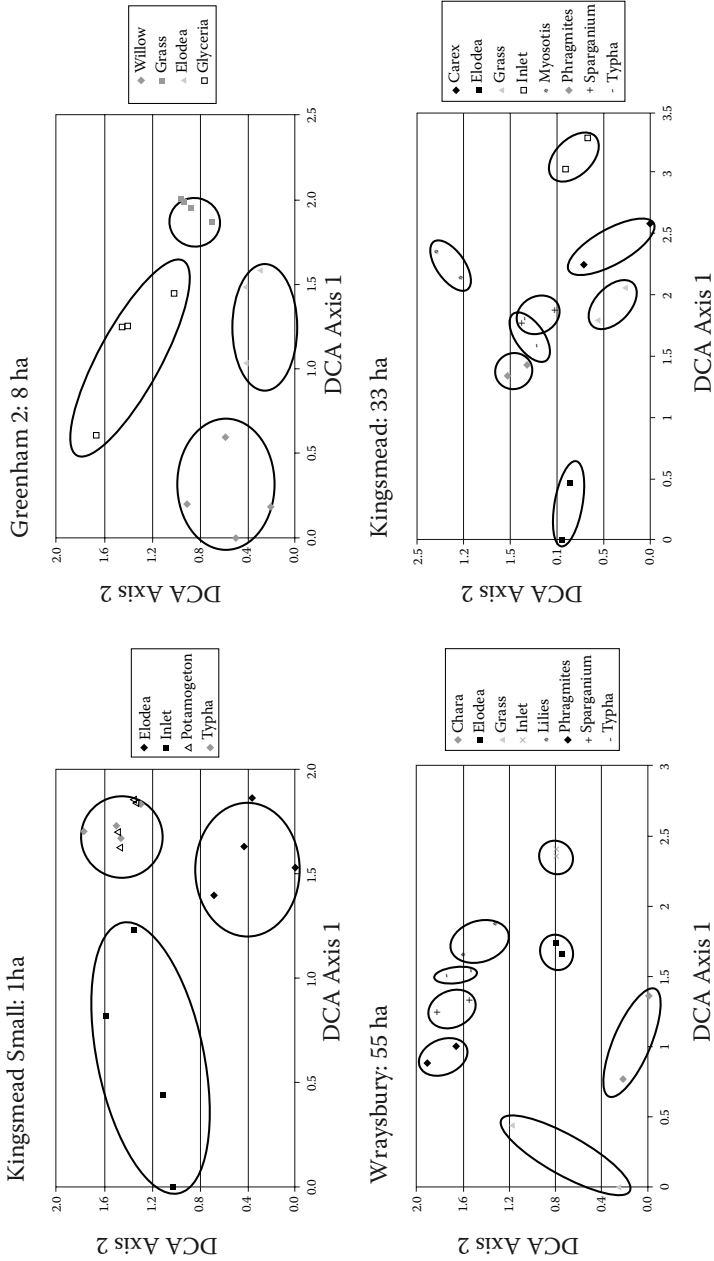 Kingsmead Small: 1ha
DCA Axis 2
2.0
1.6
1.2
0.8
0.4
0.0
0.0
0.5
1.0
1.5
2.0
DCA Axis 1
Elodea
Inlet
Potamogeton
Typha
Greenham 2: 8 ha
DCA Axis 2
2.0
1.6
1.2
0.8
0.4
0.0
0.0
0.5
1.0
1.5
2.0
2.5
DCA Axis 1
Willow
Grass
Elodea
Glyceria
Wraysbury: 55 ha
DCA Axis 2
2.0
1.6
1.2
0.8
0.4
0.0
0.0
0.5
1
1.5
2
2.5
3
DCA Axis 1
Chara
Elodea
Grass
Inlet
Lilies
Phragmites
Sparganium
Typha
Kingsmead: 33 ha
DCA Axis 2
2.5
1.2
1.5
0.1
0.5
0.0
0
0.5
1
1.5
2
2.5
3
3.5
DCA Axis 1
Carex
Elodea
Grass
Inlet
Myosotis
Phragmites
Sparganium
Typha